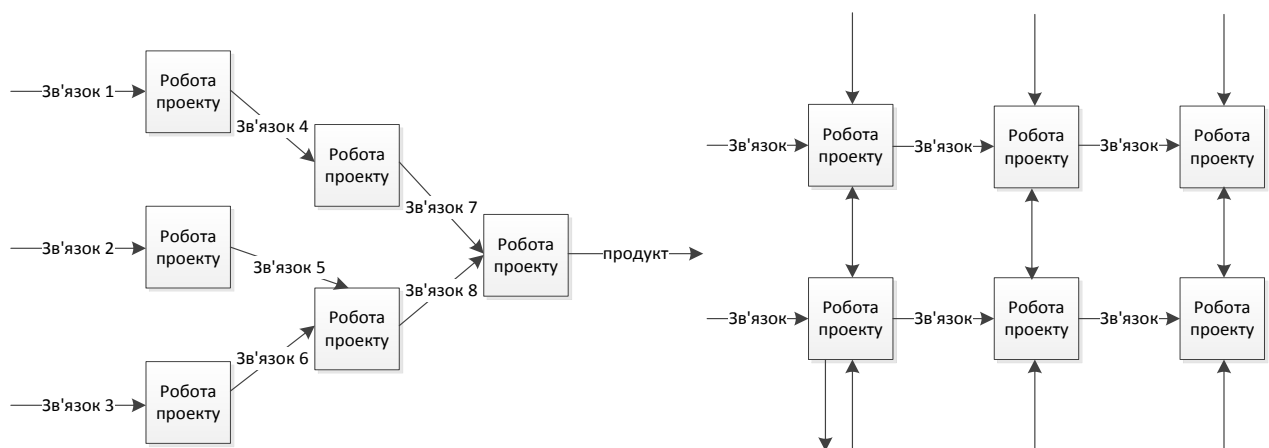 Зв'язок 1
Робота
проекту
Зв'язок 4
Робота
проекту
Зв'язок 7
Зв'язок 2
Робота
проекту
Зв'язок 5
Робота
проекту
Зв'язок 8
Робота
проекту
продукт
Зв'язок 3
Робота
проекту
Зв'язок 6
Зв'язок
Робота
проекту
Зв'язок
Робота
проекту
Зв'язок
Робота
проекту
Зв'язок
Робота
проекту
Зв'язок
Робота
проекту
Зв'язок
Робота
проекту